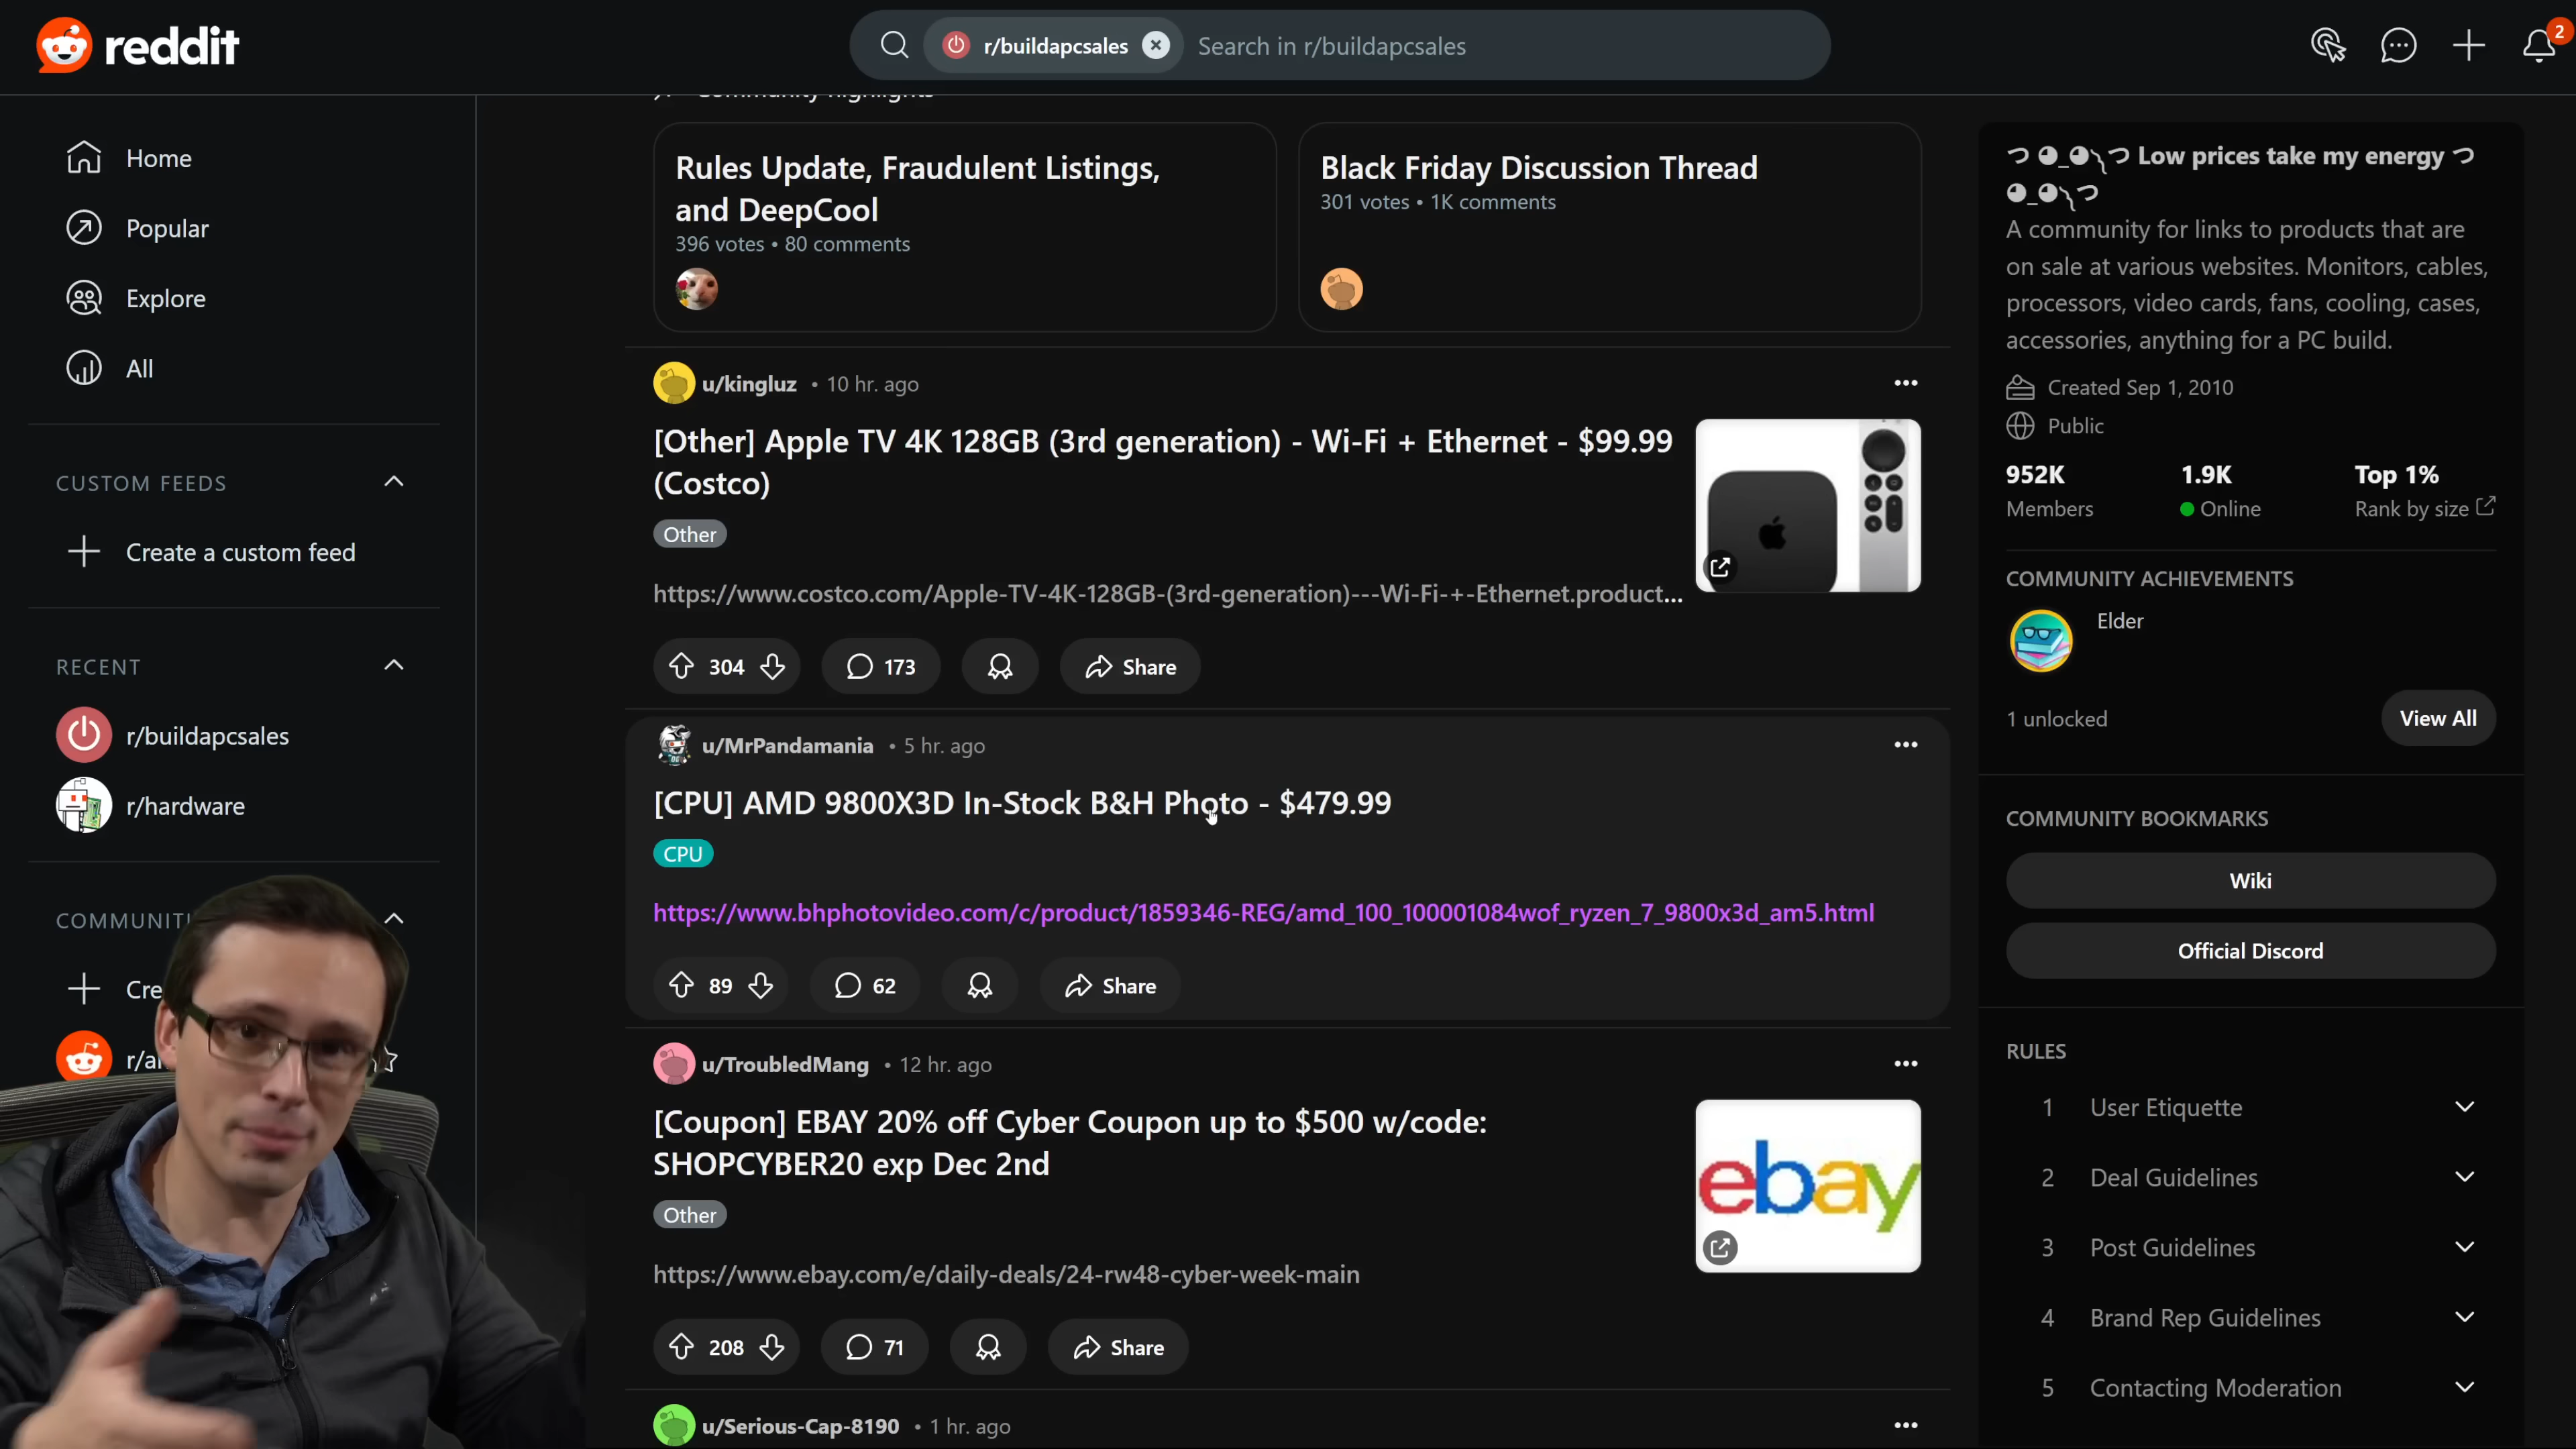 reddit
r/buildapcsales
Search in r/buildapcsales
2
Home
Popular
Explore
All
CUSTOM FEEDS
Create a custom feed
RECENT
r/buildapcsales
r/hardware
COMMUNITI
Cre
Community highlights
Rules Update, Fraudulent Listings,
and DeepCool
396 votes • 80 comments
Black Friday Discussion Thread
301 votes • 1K comments
u/kingluz • 10 hr. ago
[Other] Apple TV 4K 128GB (3rd generation) - Wi-Fi + Ethernet - $99.99
(Costco)
Other
https://www.costco.com/Apple-TV-4K-128GB-(3rd-generation)---Wi-Fi-+-Ethernet.product...
304
173
Share
u/MrPandamania • 5 hr. ago
[CPU] AMD 9800X3D In-Stock B&H Photo - $479.99
CPU
https://www.bhphotovideo.com/c/product/1859346-REG/amd_100_100001084wof_ryzen_7_9800x3d_am5.html
89
62
Share
u/TroubledMang • 12 hr. ago
[Coupon] EBAY 20% off Cyber Coupon up to $500 w/code:
SHOPCYBER20 exp Dec 2nd
Other
ebay
https://www.ebay.com/e/daily-deals/24-rw48-cyber-week-main
208
71
Share
u/Serious-Cap-8190 • 1 hr. ago
つ ◕_◕ ༽つ Low prices take my energy つ
◕_◕ ༽つ
A community for links to products that are
on sale at various websites. Monitors, cables,
processors, video cards, fans, cooling, cases,
accessories, anything for a PC build.
Created Sep 1, 2010
Public
952K
Members
1.9K
Online
Top 1%
Rank by size
COMMUNITY ACHIEVEMENTS
Elder
1 unlocked
View All
COMMUNITY BOOKMARKS
Wiki
Official Discord
RULES
1 User Etiquette
2 Deal Guidelines
3 Post Guidelines
4 Brand Rep Guidelines
5 Contacting Moderation